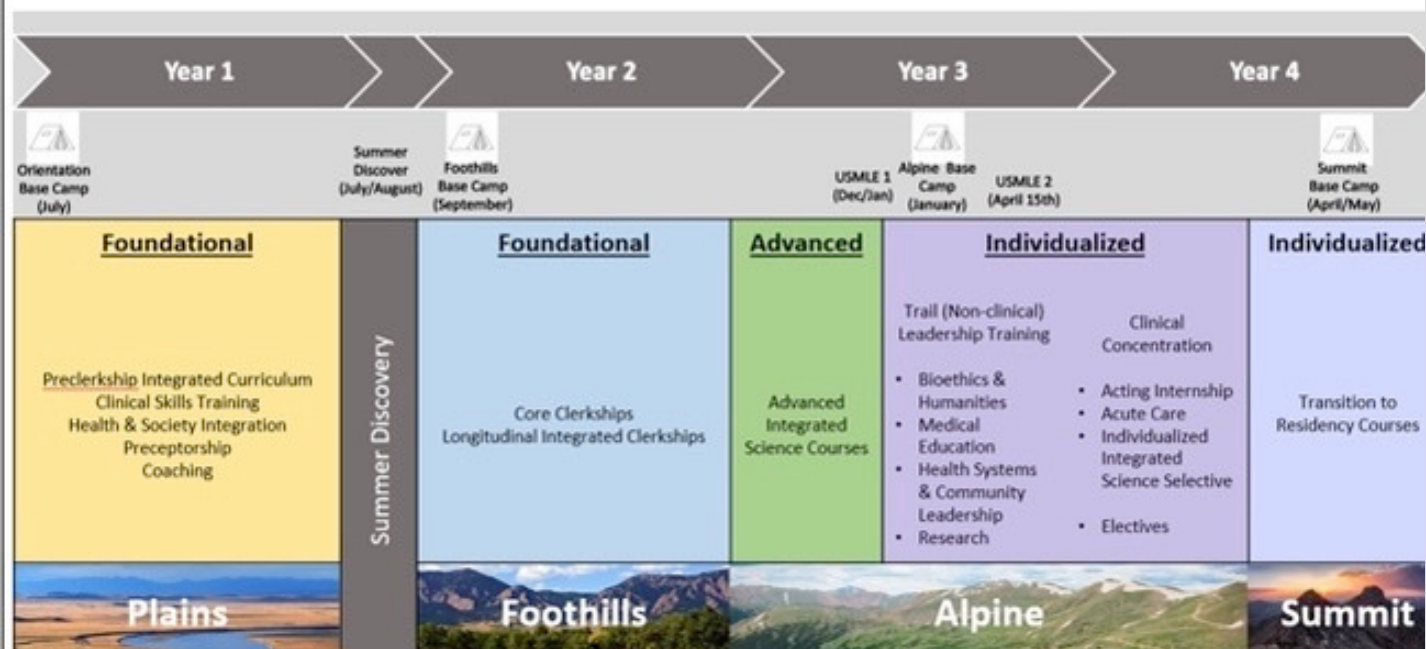 Year 1
Year 2
Year 3
Year 4
Orientation
Base Camp
(July)
Summer
Discover
(July/August)
Foothills
Base Camp
(September)
USMLE 1
(Dec/Jan)
Alpine Base
Camp
(January)
USMLE 2
(April 15th)
Summit
Base Camp
(April/May)
Foundational
Preclerkship Integrated Curriculum
Clinical Skills Training
Health & Society Integration
Preceptorship
Coaching
Summer Discovery
Foundational
Core Clerkships
Longitudinal Integrated Clerkships
Advanced
Advanced
Integrated
Science Courses
Individualized
Trail (Non-clinical)
Leadership Training
• Bioethics &
Humanities
• Medical
Education
• Health Systems
& Community
Leadership
• Research
Clinical
Concentration
• Acting Internship
• Acute Care
• Individualized
Integrated
Science Selective
• Electives
Individualized
Transition to
Residency Courses
Plains
Foothills
Alpine
Summit